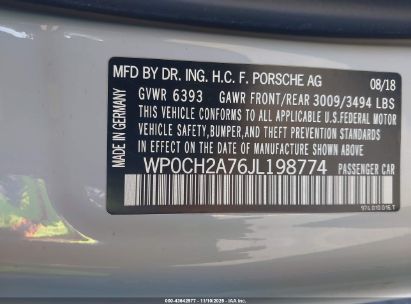 MFD BY DR. ING. H.C. F. PORSCHE AG 08/18
GVWR 6393 GAWR FRONT/REAR 3009/3494 LBS
THIS VEHICLE CONFORMS TO ALL APPLICABLE
U.S.FEDERAL MOTOR
VEHICLE SAFETY,BUMPER,AND THEFT PREVENTION STANDARDS
IN EFFECT ON THE DATE OF MANUFACTURE SHOWN ABOVE.
MADE IN GERMANY
WP0CH2A76JL198774 PASSENGER CAR